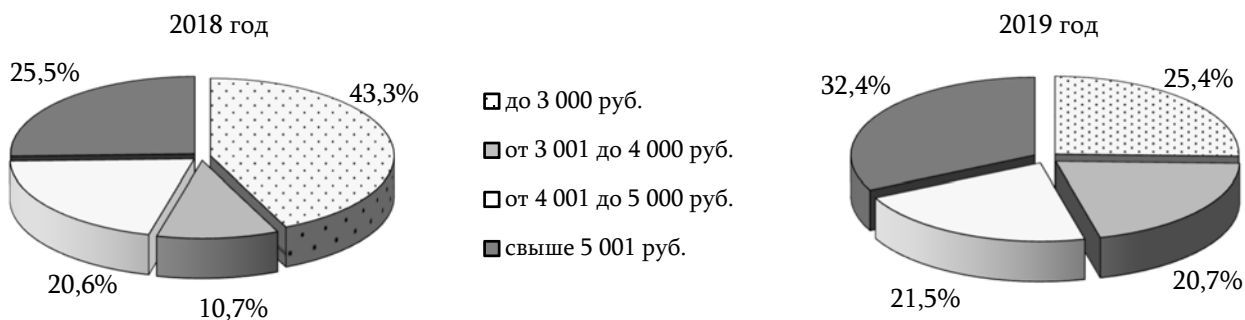 2018 год
25,5%
43,3%
20,6%
10,7%
до 3 000 руб.
от 3 001 до 4 000 руб.
от 4 001 до 5 000 руб.
свыше 5 001 руб.
2019 год
32,4%
25,4%
21,5%
20,7%